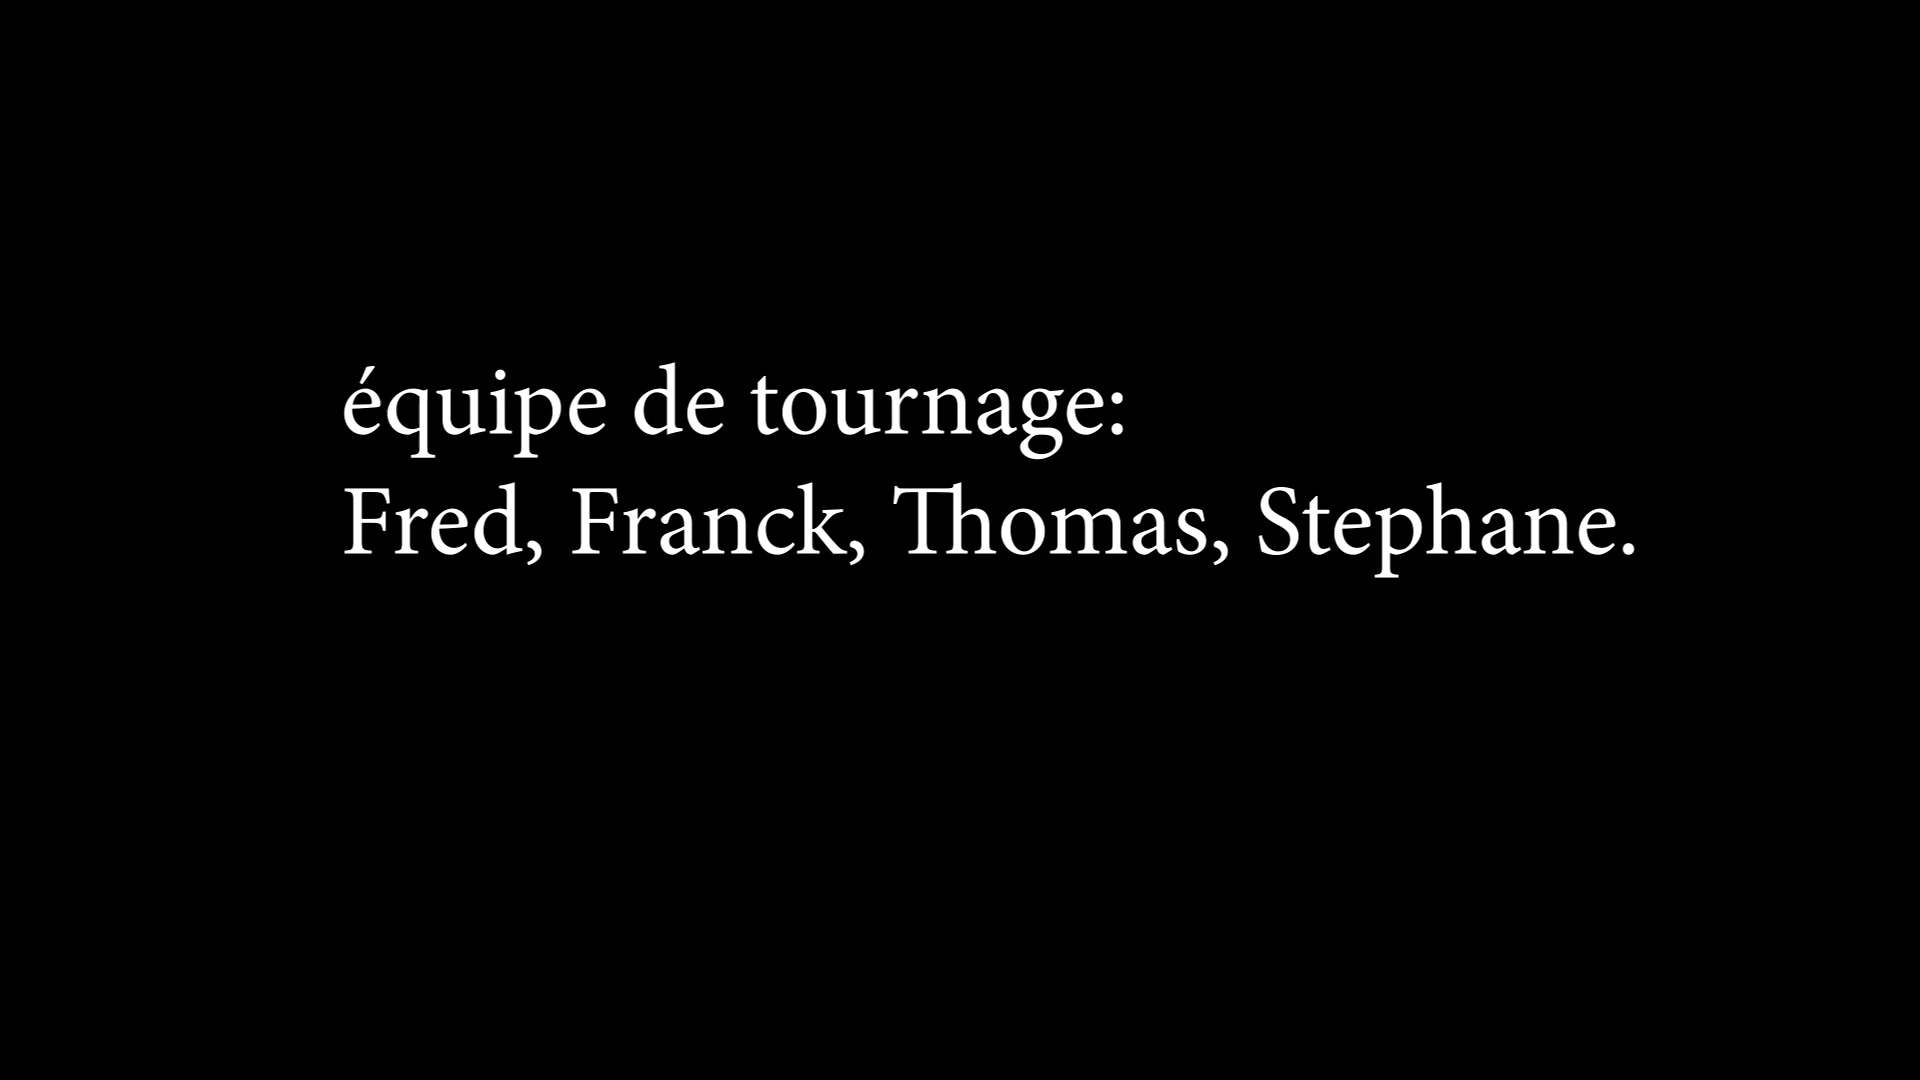 équipe de tournage:
Fred, Franck, Thomas, Stephane.